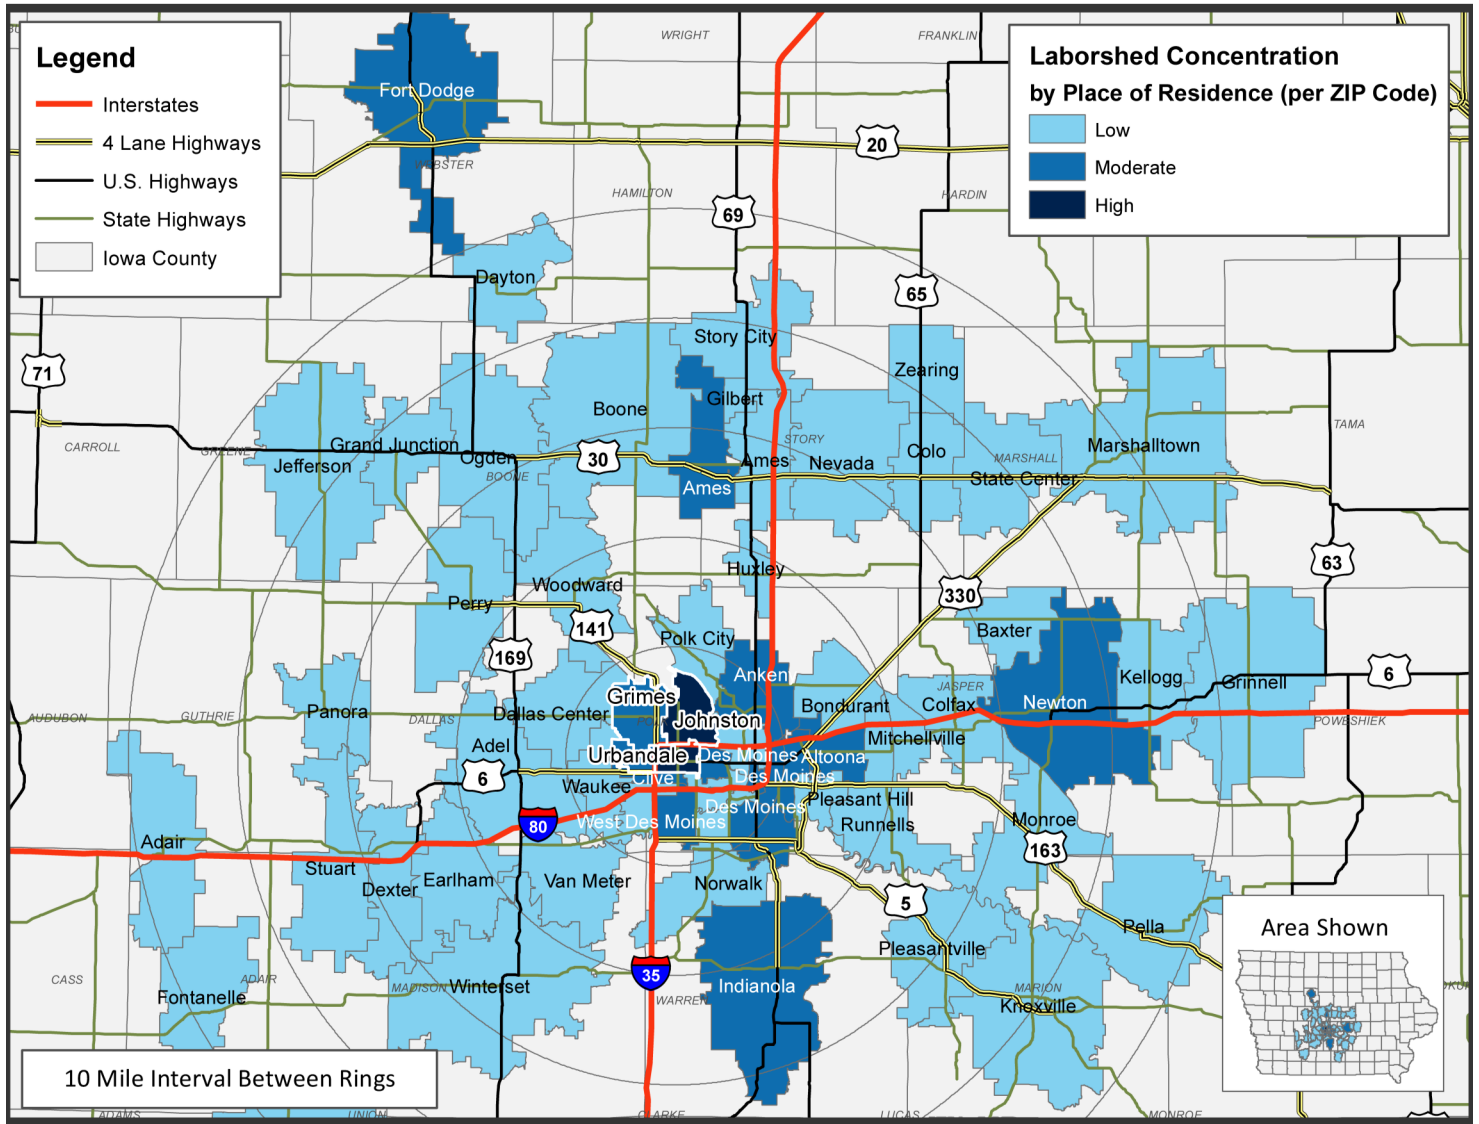 Legend
Interstates
4 Lane Highways
U.S. Highways
State Highways
Iowa County
Laborshed Concentration
by Place of Residence (per ZIP Code)
Low
Moderate
High
WRIGHT
FRANKLIN
Fort Dodge
20
WEBSTER
HAMILTON
HARDIN
69
Dayton
65
Story City
71
Zearing
Gilbert
Boone
TAMA
STORY
CARROLL
GREENE
Grand Junction
Marshalltown
Colo
Ogden
30
Ames
Nevada
MARSHALL
Jefferson
BOONE
State Center
Ames
63
Huxley
Woodward
330
Perry
141
Baxter
Polk City
169
6
Anken
Kellogg
Grinnell
JASPER
Grimes
Newton
Colfax
Bondurant
Panora
Dallas Center
AUDUBON
GUTHRIE
DALLAS
Johnston
POWESHIEK
Mitchellville
Adel
Urbandale
Des Moines
Altoona
6
Clive
Des Moines
Waukee
Pleasant Hill
Des Moines
West Des Moines
Runnells
Monroe
80
Adair
163
Stuart
Earlham
Van Meter
Norwalk
Dexter
5
Pella
Area Shown
Pleasantville
35
CASS
ADAIR
MADISON
Winterset
Indianola
MARION
Fontanelle
WARREN
Knoxville
10 Mile Interval Between Rings
ADAMS
UNION
CLARKE
LUCAS
MONROE